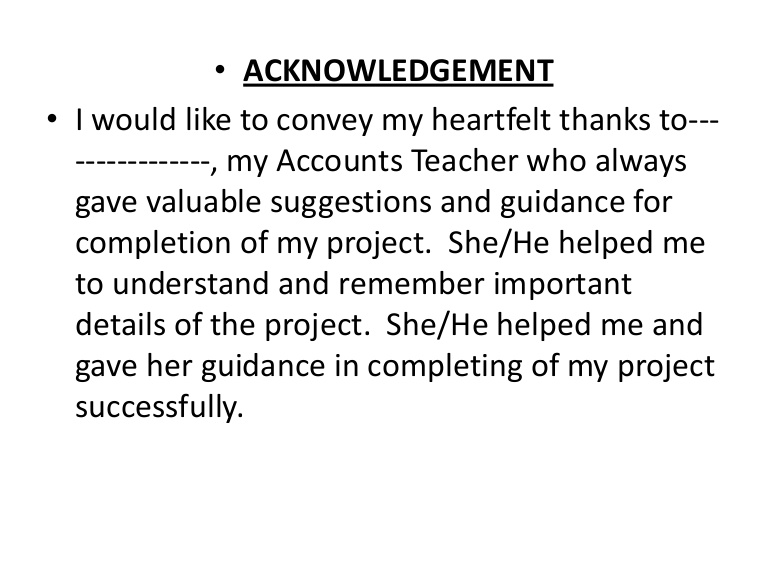 • ACKNOWLEDGEMENT
• I would like to convey my heartfelt thanks to---
--------------, my Accounts Teacher who always
gave valuable suggestions and guidance for
completion of my project.  She/He helped me
to understand and remember important
details of the project.  She/He helped me and
gave her guidance in completing of my project
successfully.